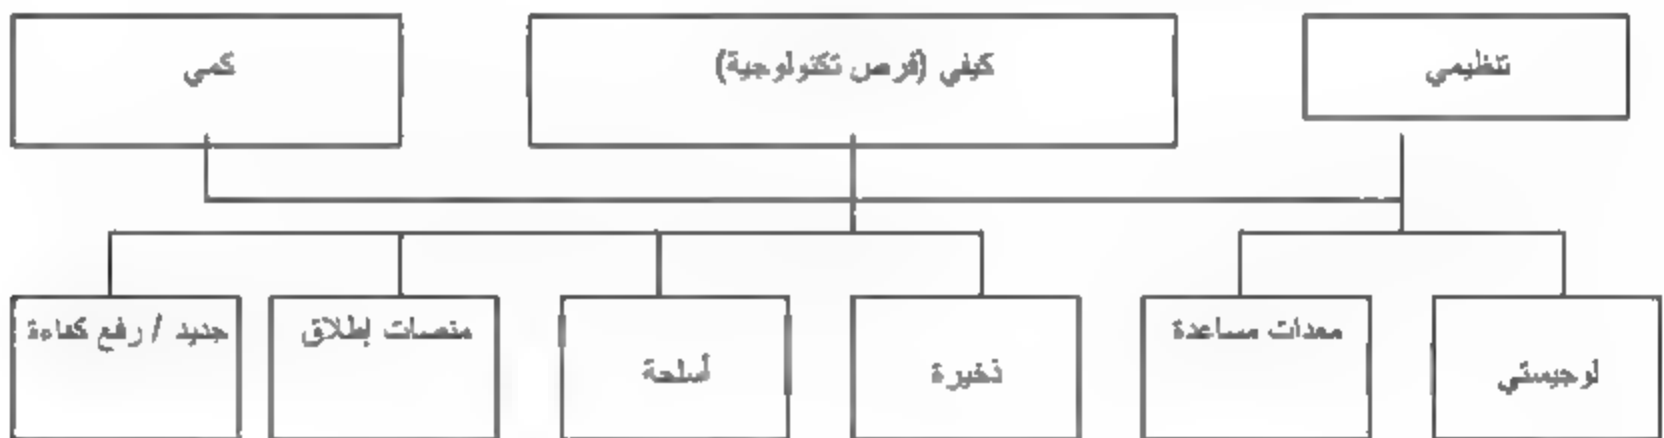 تنظيمي
كيفي (فرص تكنولوجية)
كمي
لوجيستي
معدات مساعدة
ذخيرة
أسلحة
منصات إطلاق
جديد / رفع كفاءة